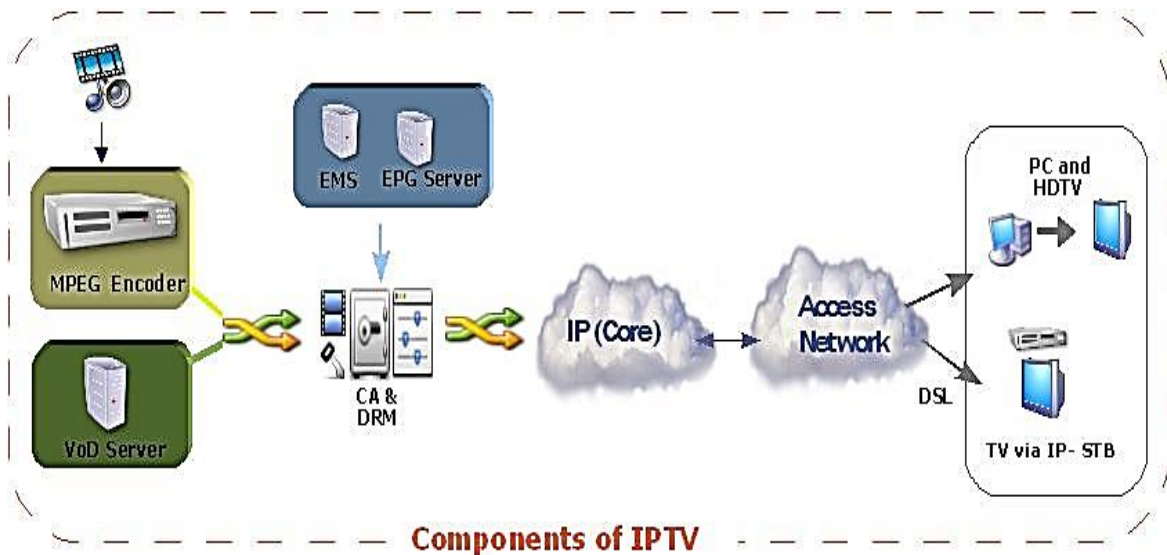 EMS
EPG Server
MPEG Encoder
VoD Server
CA &
DRM
IP (Core)
Access
Network
DSL
PC and
HDTV
TV via IP- STB
Components of IPTV